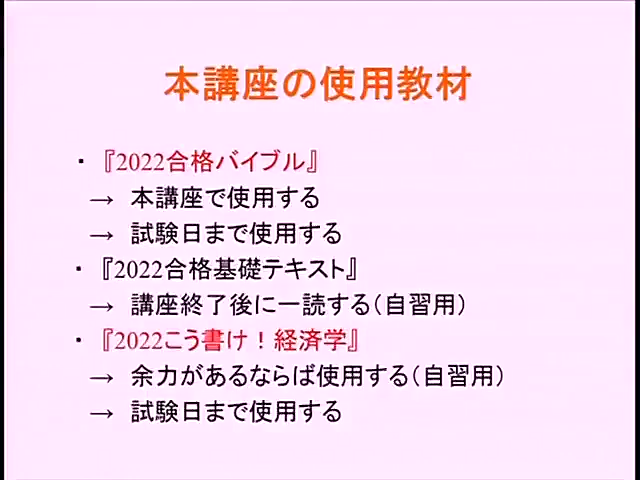 本講座の使用教材
・『2022合格バイブル』
→ 本講座で使用する
→ 試験日まで使用する
・『2022合格基礎テキスト』
→ 講座終了後に一読する（自習用）
・『2022こう書け！経済学』
→ 余力があるならば使用する（自習用）
→ 試験日まで使用する